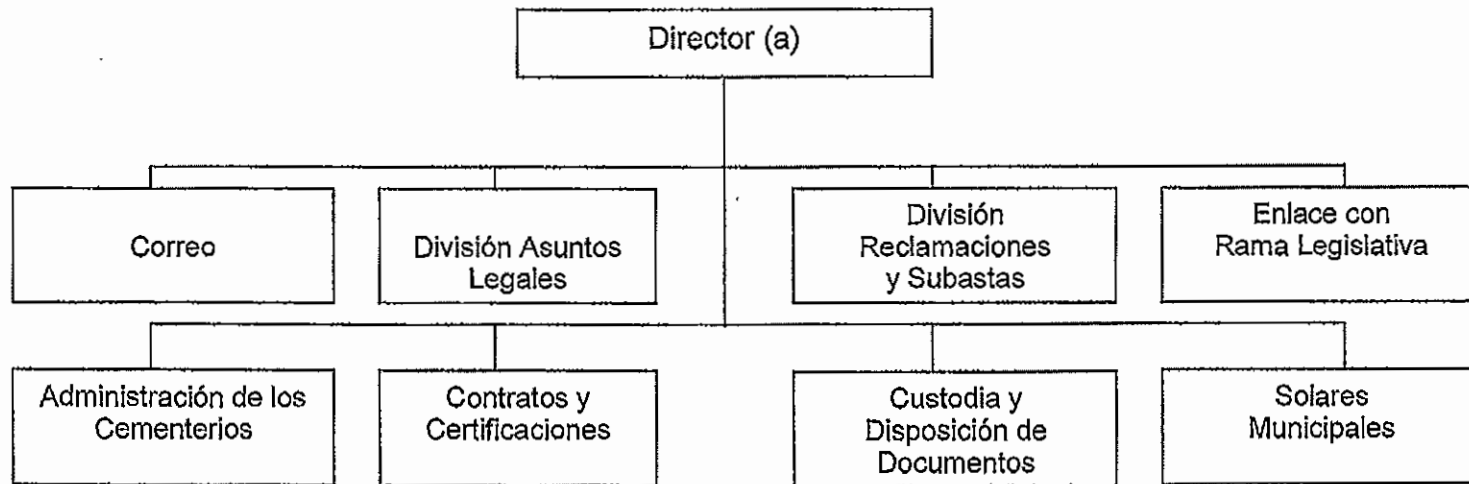 Director (a)
Correo
División Asuntos
Legales
División
Reclamaciones
y Subastas
Enlace con
Rama Legislativa
Administración de los
Cementerios
Contratos y
Certificaciones
Custodia y
Disposición de
Documentos
Solares
Municipales